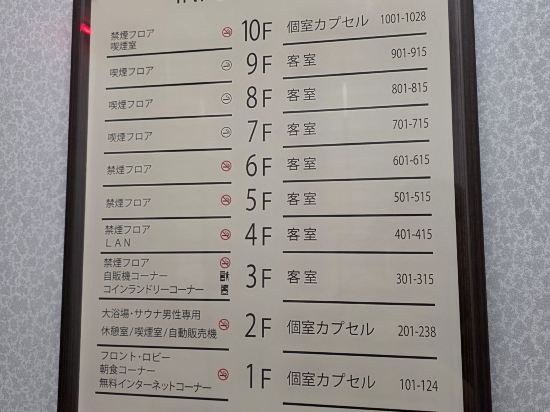 禁煙フロア
喫煙室
10F 個室カプセル 1001-1028
喫煙フロア 9F 客室 901-915
喫煙フロア 8F 客室 801-815
喫煙フロア 7F 客室 701-715
禁煙フロア 6F 客室 601-615
禁煙フロア 5F 客室 501-515
禁煙フロア
LAN
4F 客室 401-415
禁煙フロア
自販機コーナー
コインランドリーコーナー
3F 客室 301-315
大浴場・サウナ男性専用
休憩室/喫煙室/自動販売機
2F 個室カプセル 201-238
フロント・ロビー
朝食コーナー
無料インターネットコーナー
1F 個室カプセル 101-124